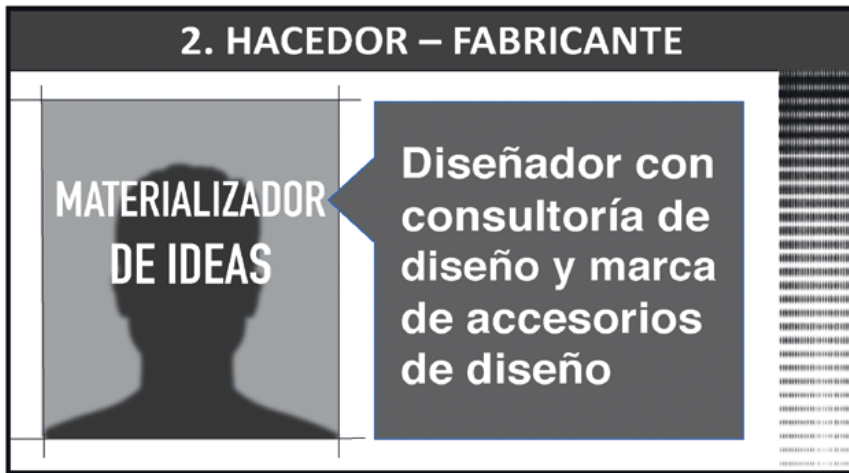 2. HACEDOR – FABRICANTE
MATERIALIZADOR
DE IDEAS
Diseñador con
consultoría de
diseño y marca
de accesorios
de diseño